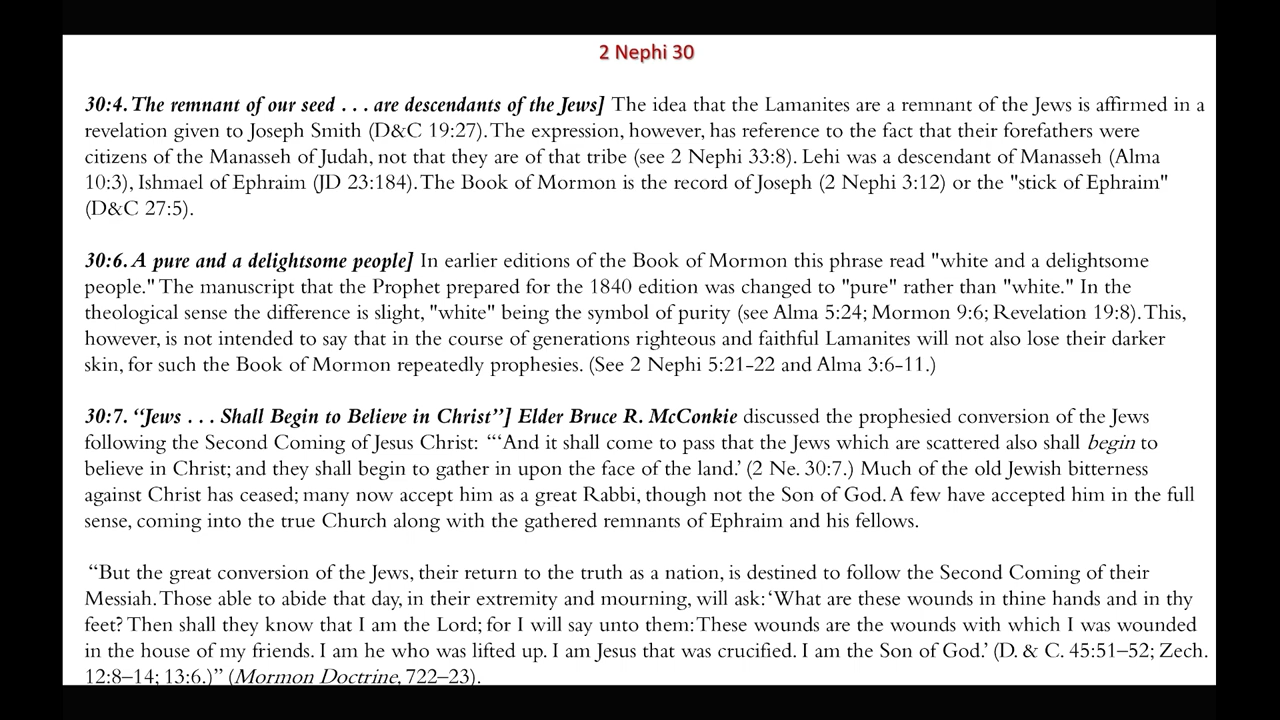 2 Nephi 30
30:4. The remnant of our seed . . . are descendants of the Jews] The idea that the Lamanites are a remnant of the Jews is affirmed in a
revelation given to Joseph Smith (D&C 19:27). The expression, however, has reference to the fact that their forefathers were
citizens of the Manasseh of Judah, not that they are of that tribe (see 2 Nephi 33:8). Lehi was a descendant of Manasseh (Alma
10:3), Ishmael of Ephraim (JD 23:184). The Book of Mormon is the record of Joseph (2 Nephi 3:12) or the "stick of Ephraim"
(D&C 27:5).
30:6. A pure and a delightsome people] In earlier editions of the Book of Mormon this phrase read "white and a delightsome
people." The manuscript that the Prophet prepared for the 1840 edition was changed to "pure" rather than "white." In the
theological sense the difference is slight, "white" being the symbol of purity (see Alma 5:24; Mormon 9:6; Revelation 19:8). This,
however, is not intended to say that in the course of generations righteous and faithful Lamanites will not also lose their darker
skin, for such the Book of Mormon repeatedly prophesies. (See 2 Nephi 5:21-22 and Alma 3:6-11.)
30:7. “Jews . . . Shall Begin to Believe in Christ”] Elder Bruce R. McConkie discussed the prophesied conversion of the Jews
following the Second Coming of Jesus Christ: “‘And it shall come to pass that the Jews which are scattered also shall begin to
believe in Christ; and they shall begin to gather in upon the face of the land.’ (2 Ne. 30:7.) Much of the old Jewish bitterness
against Christ has ceased; many now accept him as a great Rabbi, though not the Son of God. A few have accepted him in the full
sense, coming into the true Church along with the gathered remnants of Ephraim and his fellows.
“But the great conversion of the Jews, their return to the truth as a nation, is destined to follow the Second Coming of their
Messiah. Those able to abide that day, in their extremity and mourning, will ask: ‘What are these wounds in thine hands and in thy
feet? Then shall they know that I am the Lord; for I will say unto them: These wounds are the wounds with which I was wounded
in the house of my friends. I am he who was lifted up. I am Jesus that was crucified. I am the Son of God.’ (D. & C. 45:51–52; Zech.
12:8–14; 13:6.)” (Mormon Doctrine, 722–23).